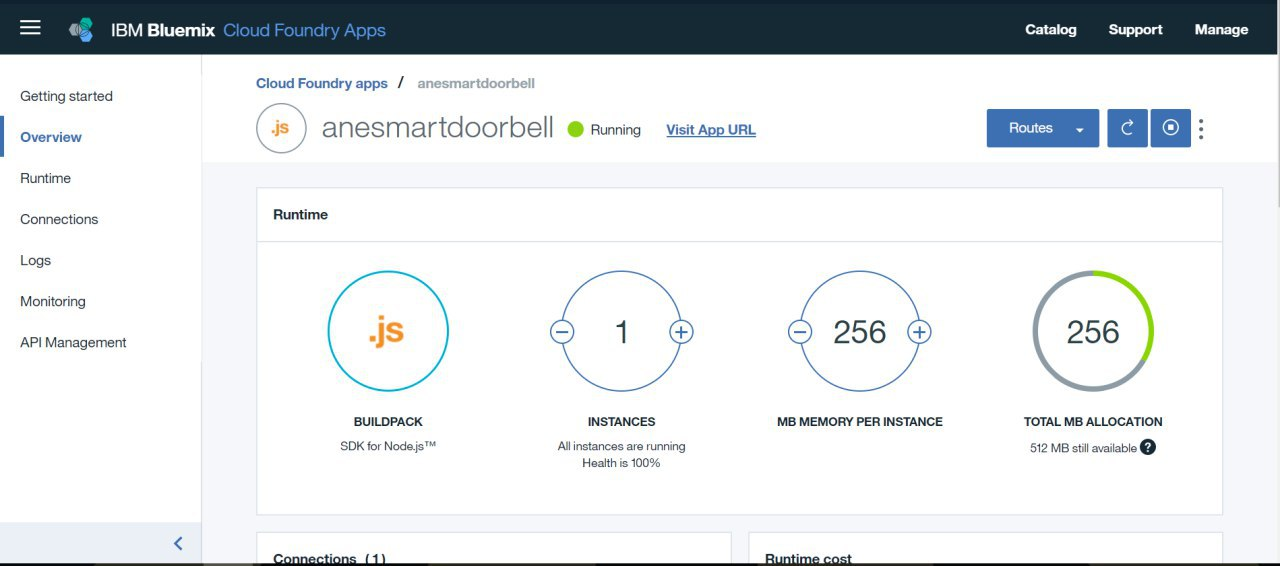 IBM Bluemix Cloud Foundry Apps
Catalog Support Manage
Getting started
Overview
Runtime
Connections
Logs
Monitoring
API Management
Cloud Foundry apps / anesmartdoorbell
.js anesmartdoorbell Running Visit App URL
Routes
Runtime
.js
BUILDPACK
SDK for Node.js™
1
INSTANCES
All instances are running
Health is 100%
256
MB MEMORY PER INSTANCE
256
TOTAL MB ALLOCATION
512 MB still available ?
Connections (1)
Runtime cost